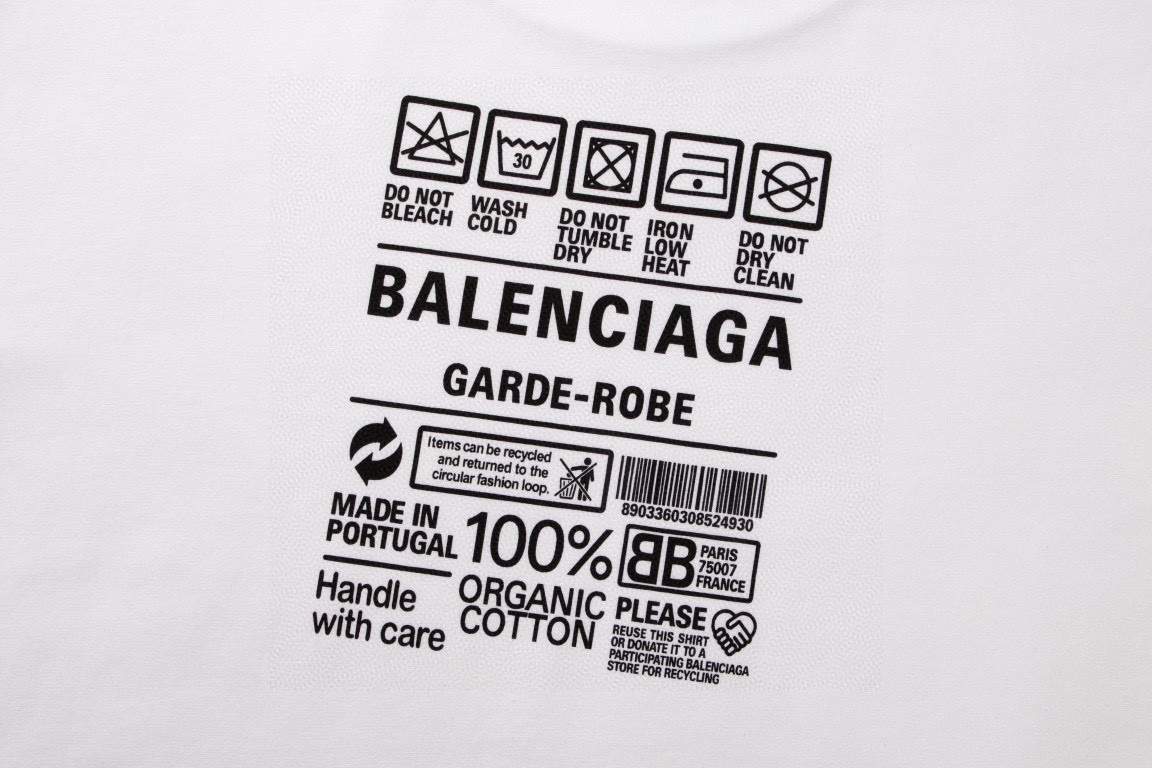 30
DO NOT
BLEACH
WASH
COLD
DO NOT
TUMBLE
DRY
IRON
LOW
HEAT
DO NOT
DRY
CLEAN
BALENCIAGA
GARDE-ROBE
Items can be recycled
and returned to the
circular fashion loop.
8903360308524930
MADE IN
PORTUGAL
100%
ORGANIC
COTTON
BB
PARIS
75007
FRANCE
Handle
with care
PLEASE
REUSE THIS SHIRT
OR DONATE IT TO A
PARTICIPATING BALENCIAGA
STORE FOR RECYCLING